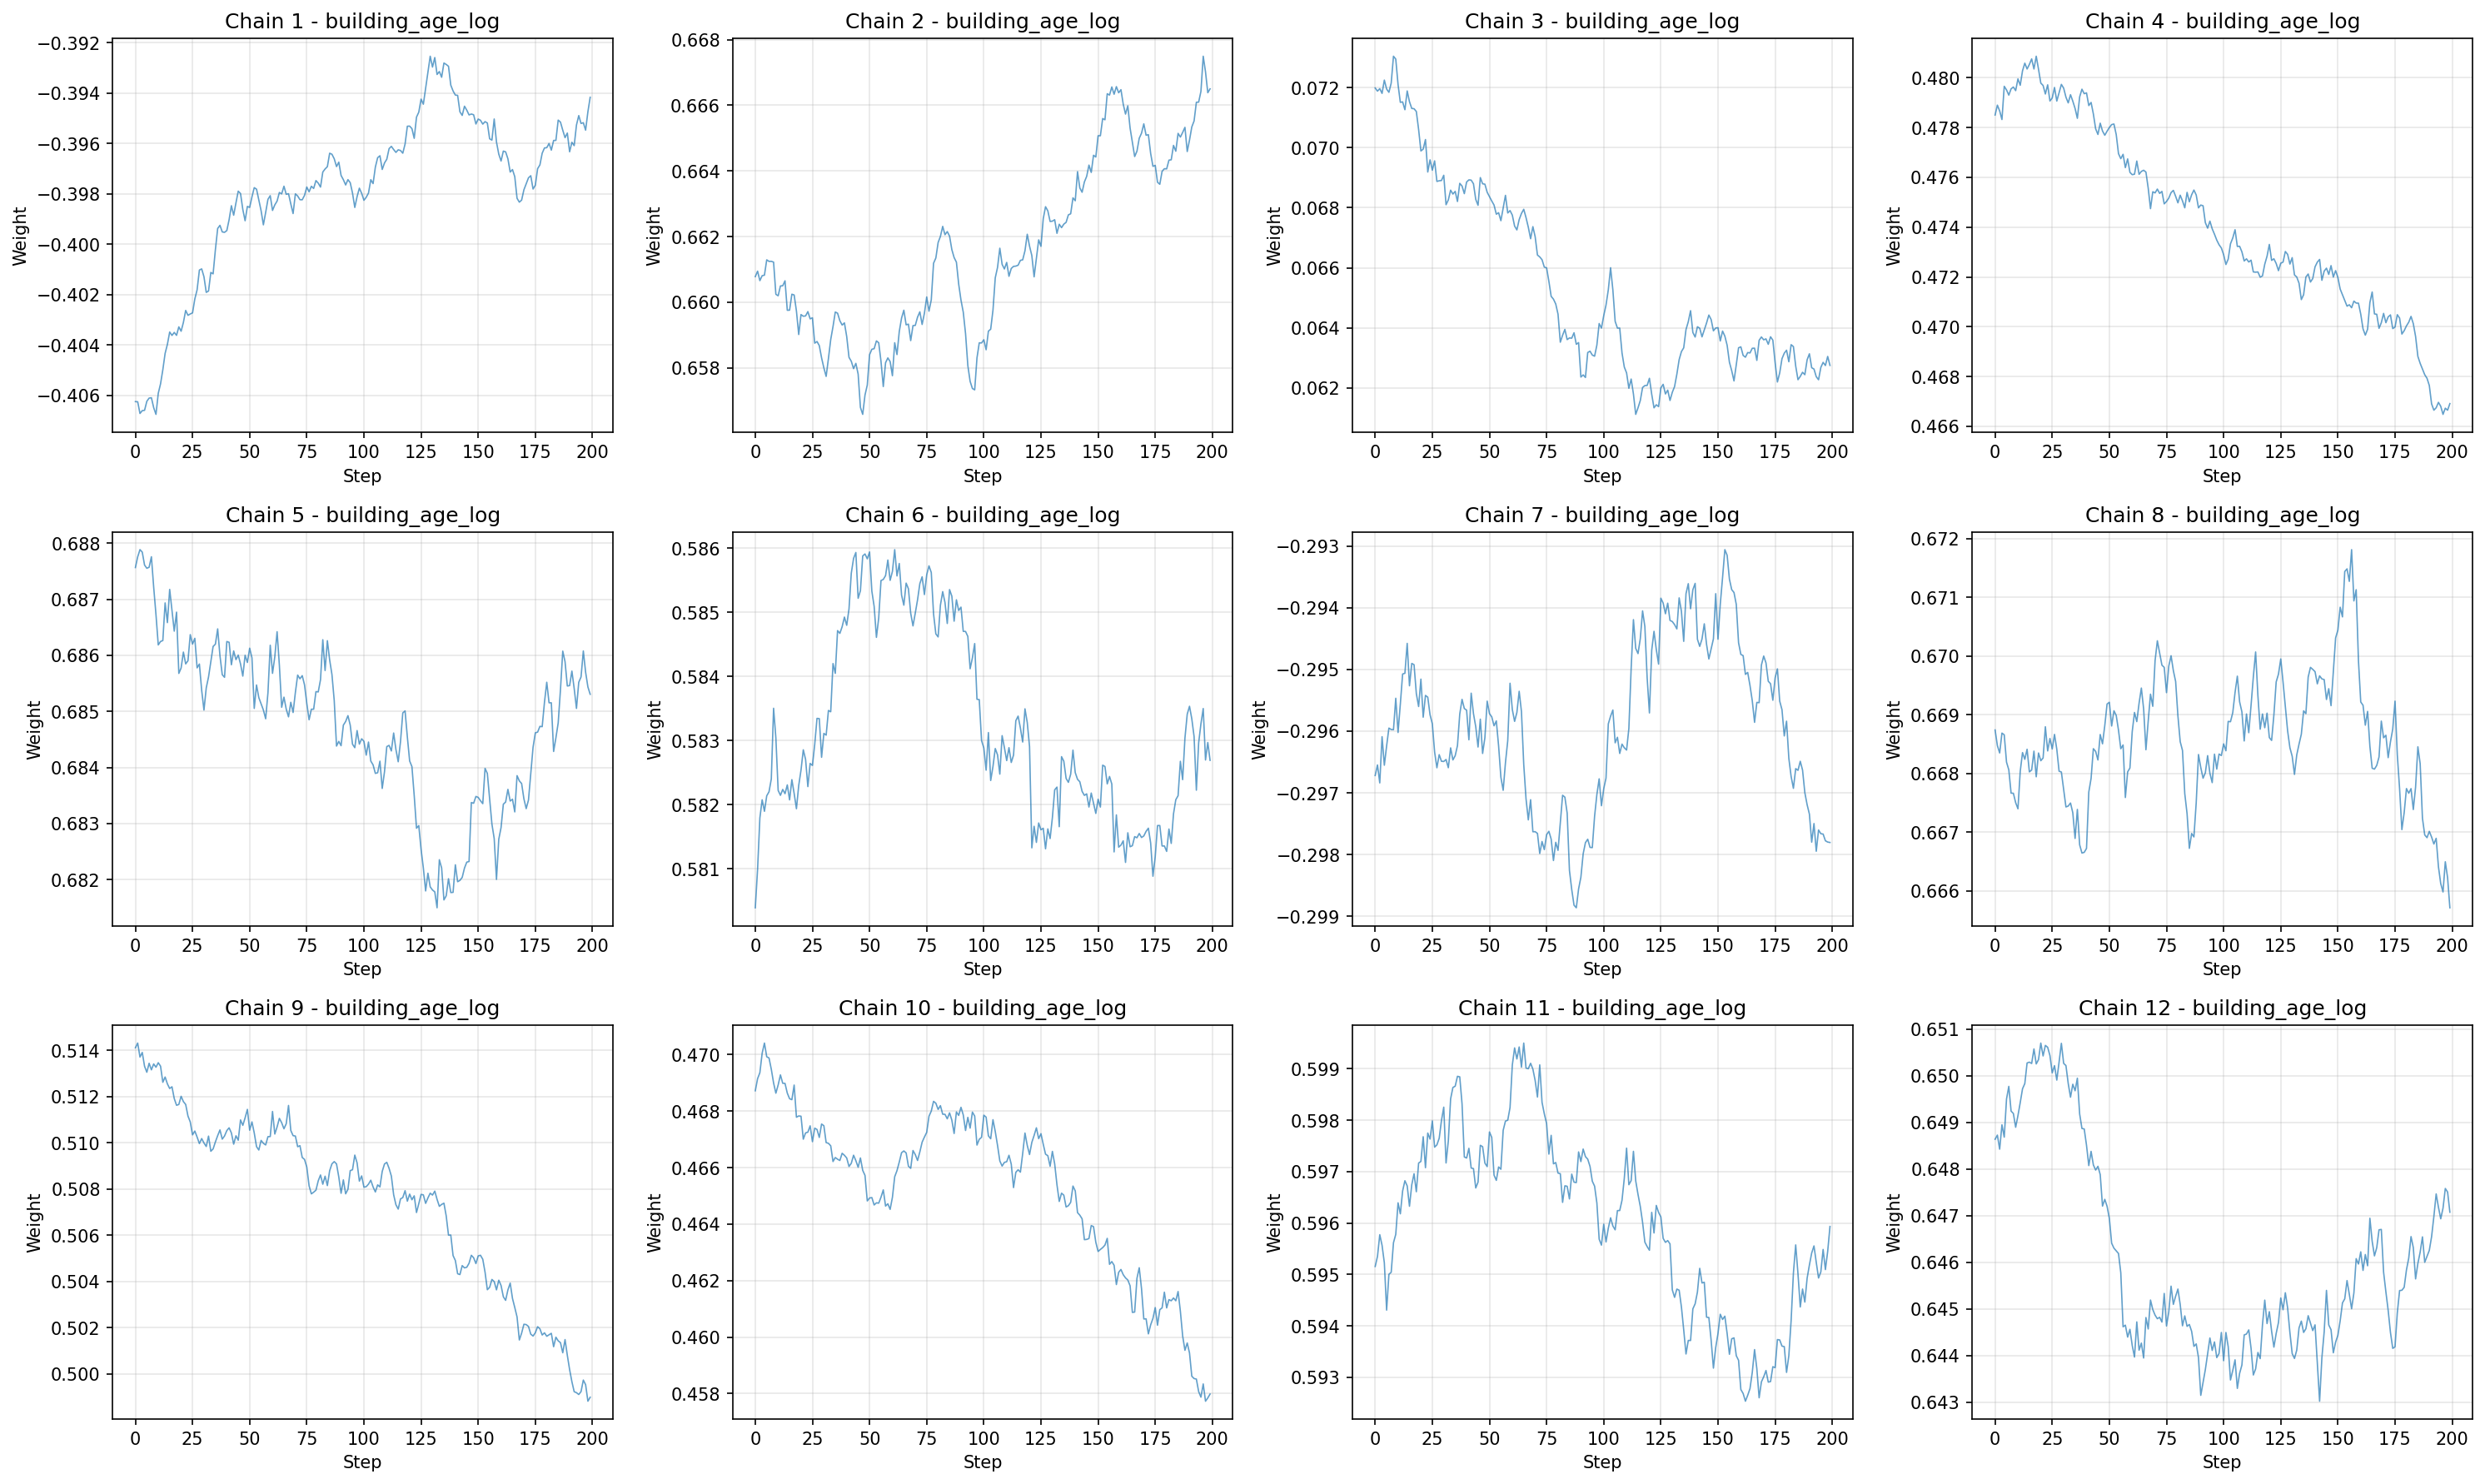 Chain 1 - building_age_log
Weight
−0.392
−0.394
−0.396
−0.398
−0.400
−0.402
−0.404
−0.406
0 25 50 75 100 125 150 175 200
Step
Chain 2 - building_age_log
Weight
0.668
0.666
0.664
0.662
0.660
0.658
0 25 50 75 100 125 150 175 200
Step
Chain 3 - building_age_log
Weight
0.072
0.070
0.068
0.066
0.064
0.062
0 25 50 75 100 125 150 175 200
Step
Chain 4 - building_age_log
Weight
0.480
0.478
0.476
0.474
0.472
0.470
0.468
0.466
0 25 50 75 100 125 150 175 200
Step
Chain 5 - building_age_log
Weight
0.688
0.687
0.686
0.685
0.684
0.683
0.682
0 25 50 75 100 125 150 175 200
Step
Chain 6 - building_age_log
Weight
0.586
0.585
0.584
0.583
0.582
0.581
0 25 50 75 100 125 150 175 200
Step
Chain 7 - building_age_log
Weight
−0.293
−0.294
−0.295
−0.296
−0.297
−0.298
−0.299
0 25 50 75 100 125 150 175 200
Step
Chain 8 - building_age_log
Weight
0.672
0.671
0.670
0.669
0.668
0.667
0.666
0 25 50 75 100 125 150 175 200
Step
Chain 9 - building_age_log
Weight
0.514
0.512
0.510
0.508
0.506
0.504
0.502
0.500
0 25 50 75 100 125 150 175 200
Step
Chain 10 - building_age_log
Weight
0.470
0.468
0.466
0.464
0.462
0.460
0.458
0 25 50 75 100 125 150 175 200
Step
Chain 11 - building_age_log
Weight
0.599
0.598
0.597
0.596
0.595
0.594
0.593
0 25 50 75 100 125 150 175 200
Step
Chain 12 - building_age_log
Weight
0.651
0.650
0.649
0.648
0.647
0.646
0.645
0.644
0.643
0 25 50 75 100 125 150 175 200
Step